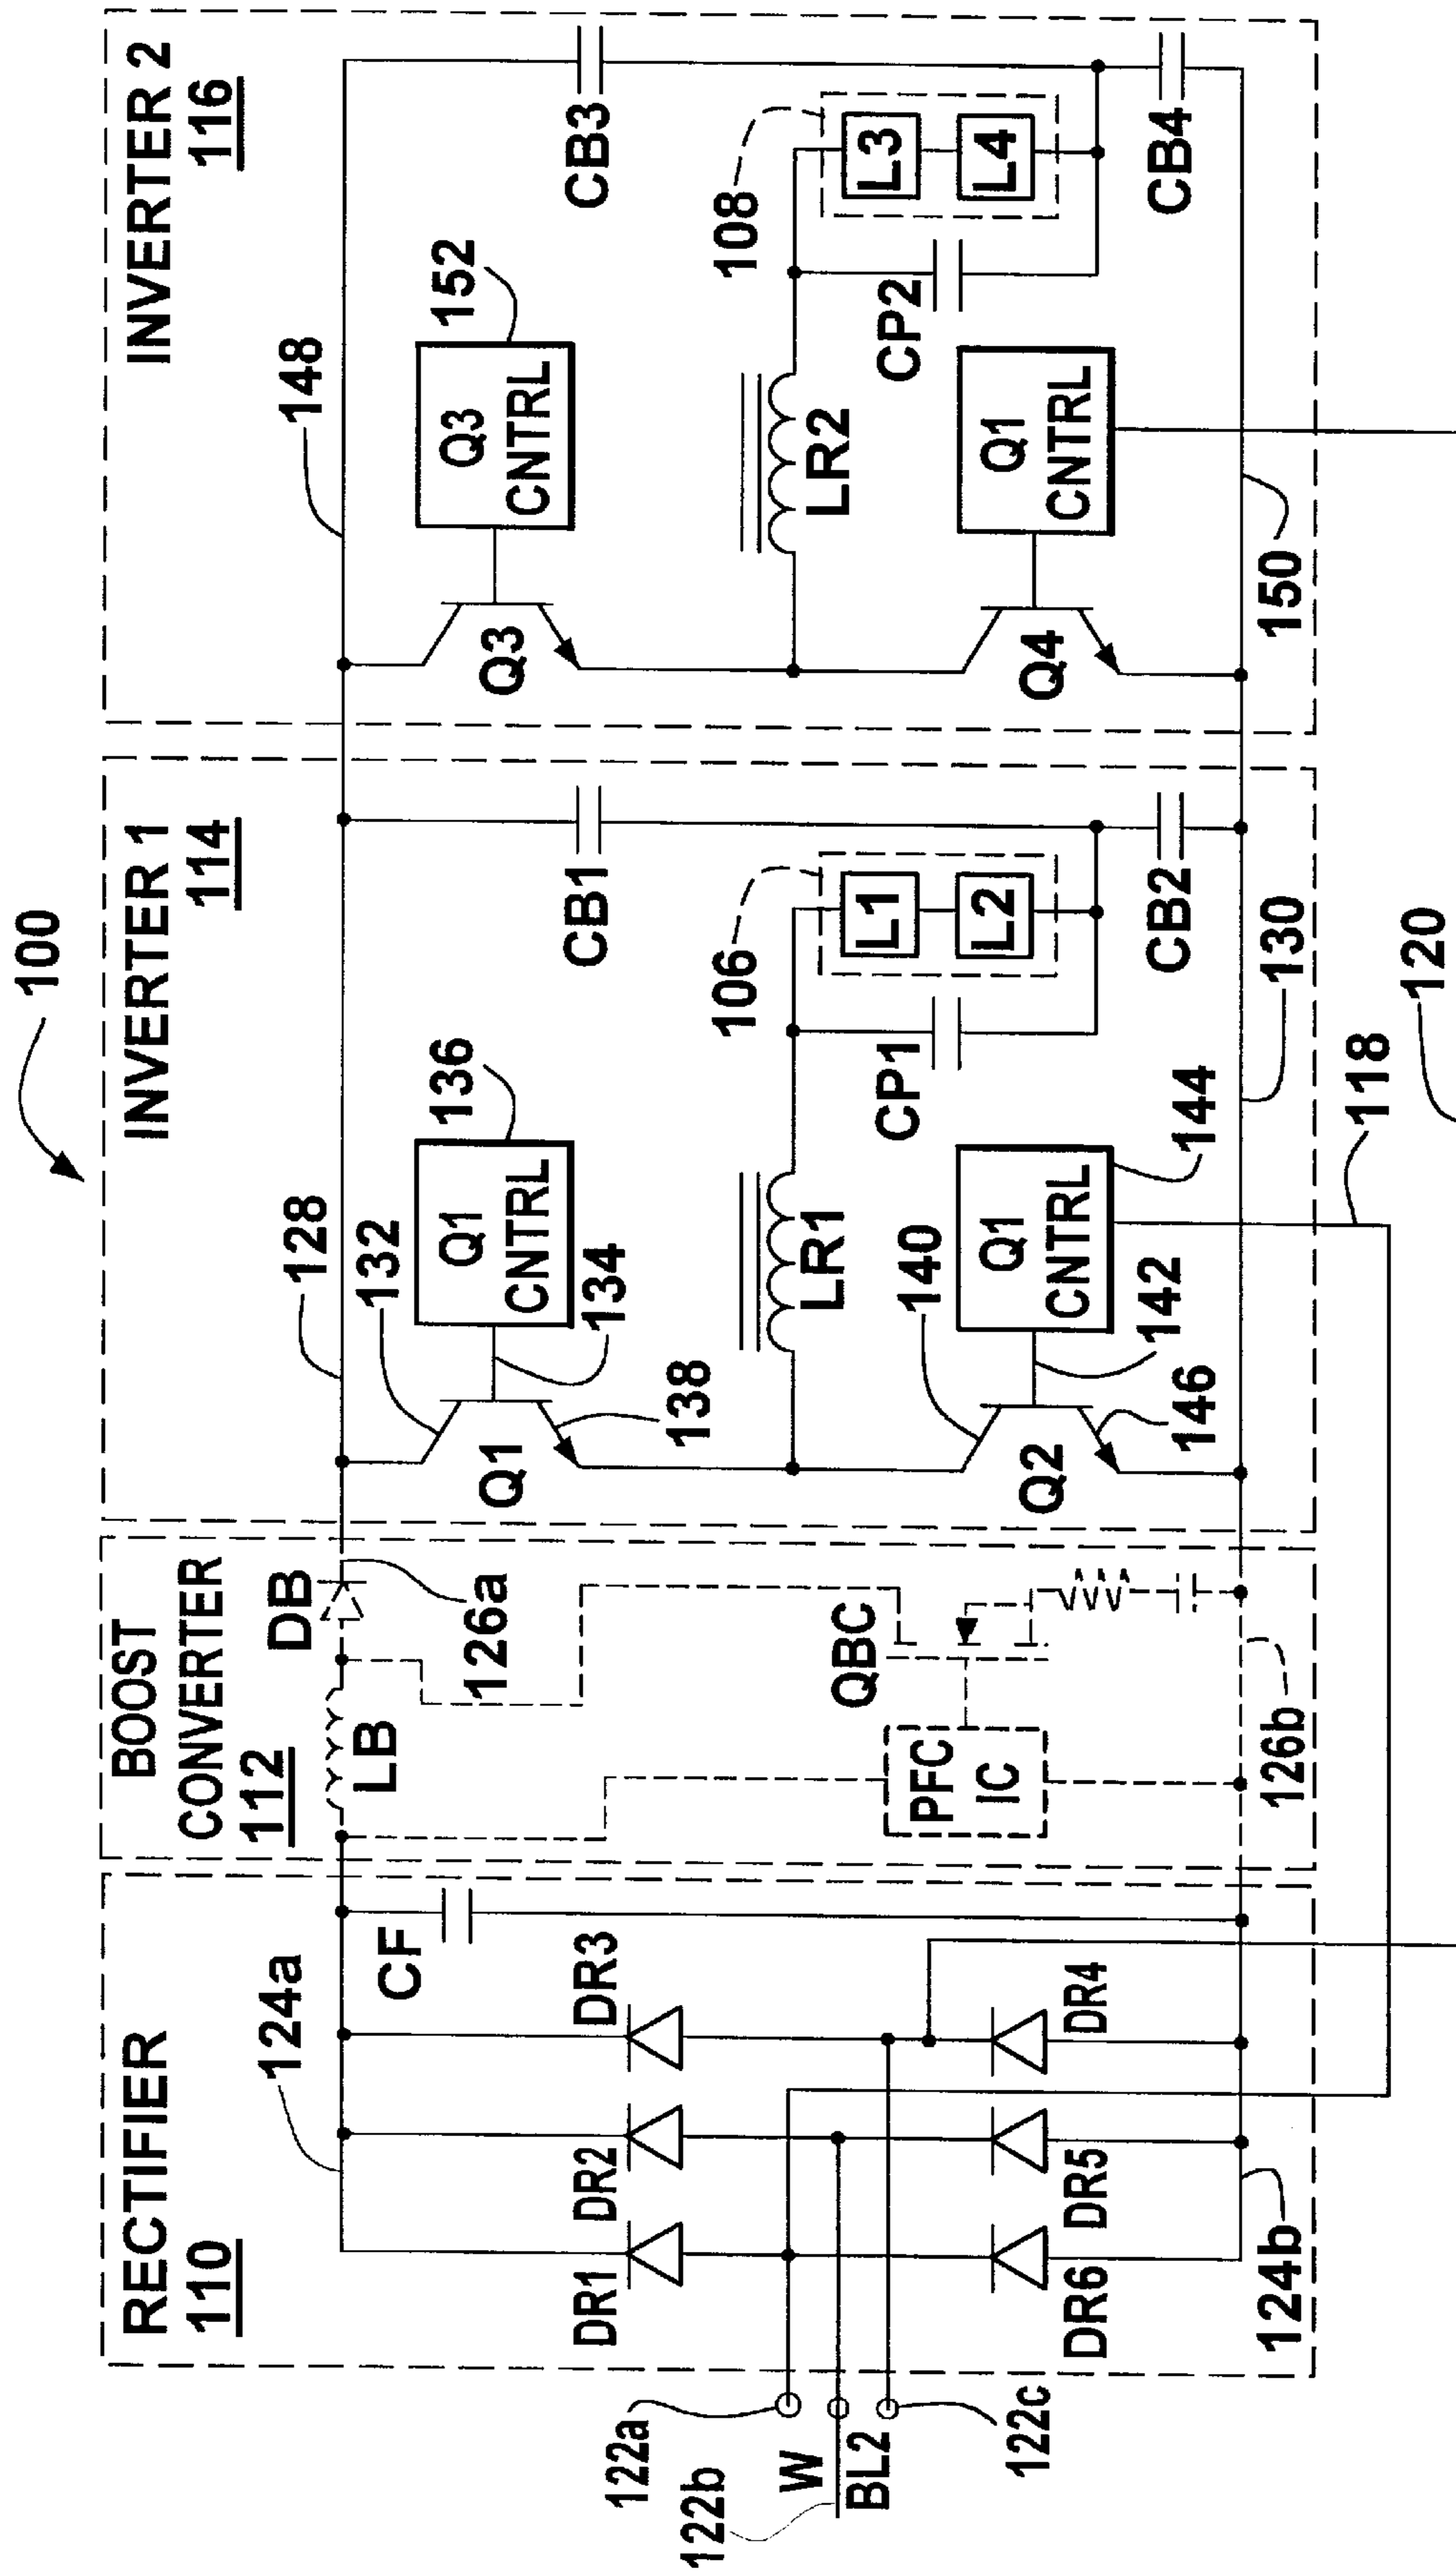 100
RECTIFIER
110
124a
CF
DR1
DR2
DR3
DR6
DR5
DR4
124b
122a
W
122b
BL2
122c
BOOST
CONVERTER
112
DB
LB
126a
QBC
PFC
IC
126b
INVERTER 1
114
128
132
Q1
CNTRL
136
134
Q1
138
LR1
CB1
106
L1
L2
CP1
140
Q1
CNTRL
144
142
Q2
146
CB2
130
118
120
INVERTER 2
116
148
Q3
CNTRL
152
Q3
LR2
CB3
108
L3
L4
CP2
Q1
CNTRL
Q4
CB4
150